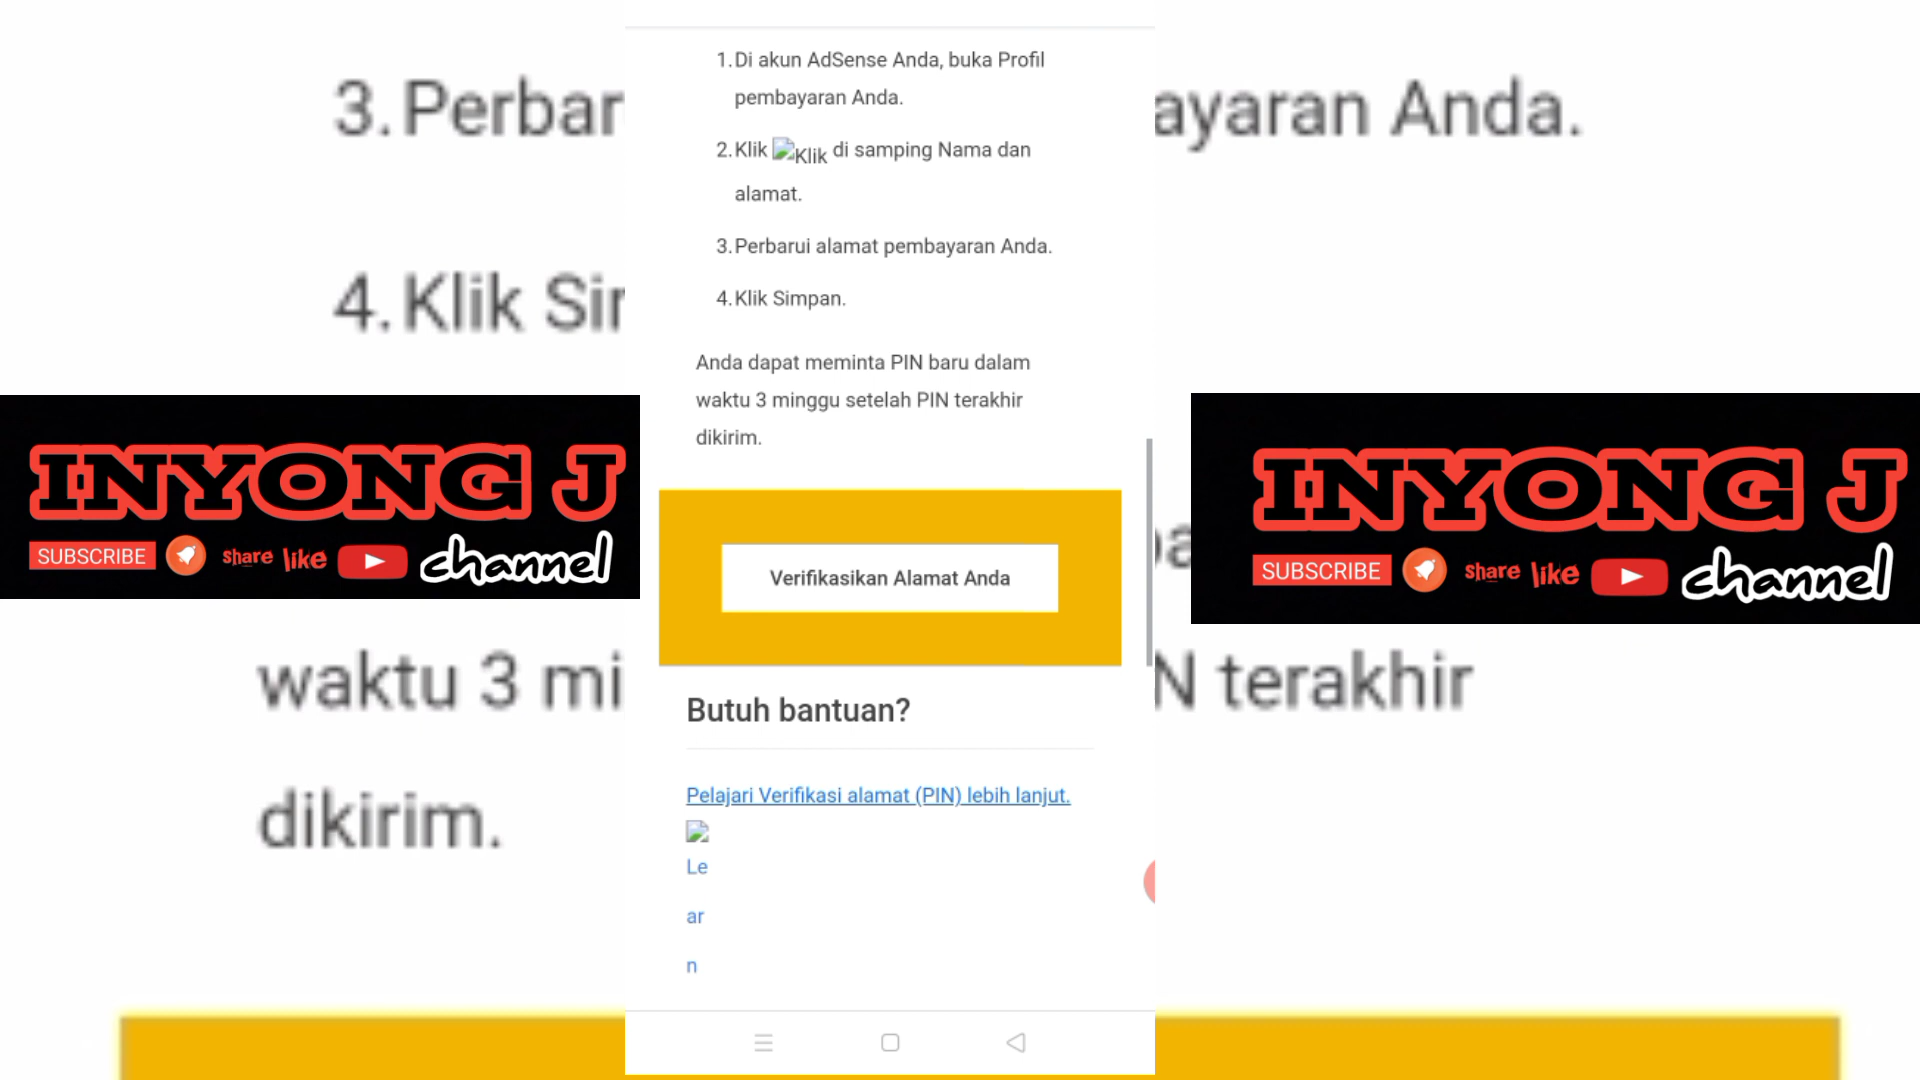 1. Di akun AdSense Anda, buka Profil
pembayaran Anda.
2. Klik Klik di samping Nama dan
alamat.
3. Perbarui alamat pembayaran Anda.
4. Klik Simpan.
Anda dapat meminta PIN baru dalam
waktu 3 minggu setelah PIN terakhir
dikirim.
Verifikasikan Alamat Anda
Butuh bantuan?
Pelajari Verifikasi alamat (PIN) lebih lanjut.
Le
ar
n
3. Perbar
ayaran Anda.
4. Klik Sir
waktu 3 mi
N terakhir
dikirim.
INYONG J
SUBSCRIBE share like channel
INYONG J
SUBSCRIBE share like channel